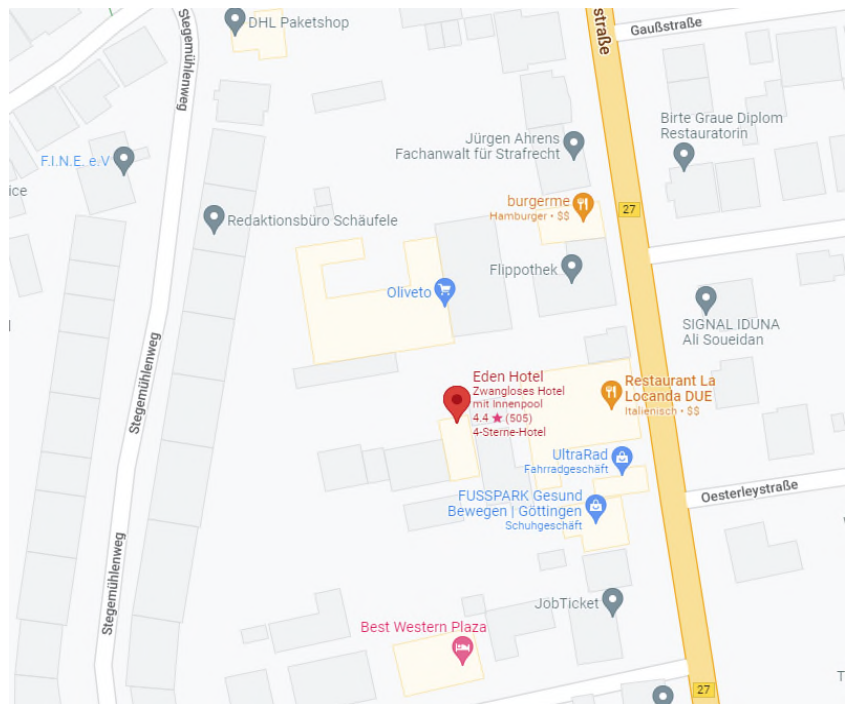 Stegemühlenweg
DHL Paketshop
straße
Gaußstraße
Jürgen Ahrens
Fachanwalt für Strafrecht
Birte Graue Diplom
Restauratorin
F.I.N.E. e.V
ice
burgerme
Hamburger • $$
27
Redaktionsbüro Schäufele
Flippothek
Oliveto
SIGNAL IDUNA
Ali Soueidan
Stegemühlenweg
Eden Hotel
Zwangloses Hotel
mit Innenpool
4.4 ★ (505)
4-Sterne-Hotel
Restaurant La
Locanda DUE
Italienisch • $$
UltraRad
Fahrradgeschäft
Oesterleystraße
FUSSPARK Gesund
Bewegen | Göttingen
Schuhgeschäft
Stegemühlenweg
JobTicket
Best Western Plaza
27
T